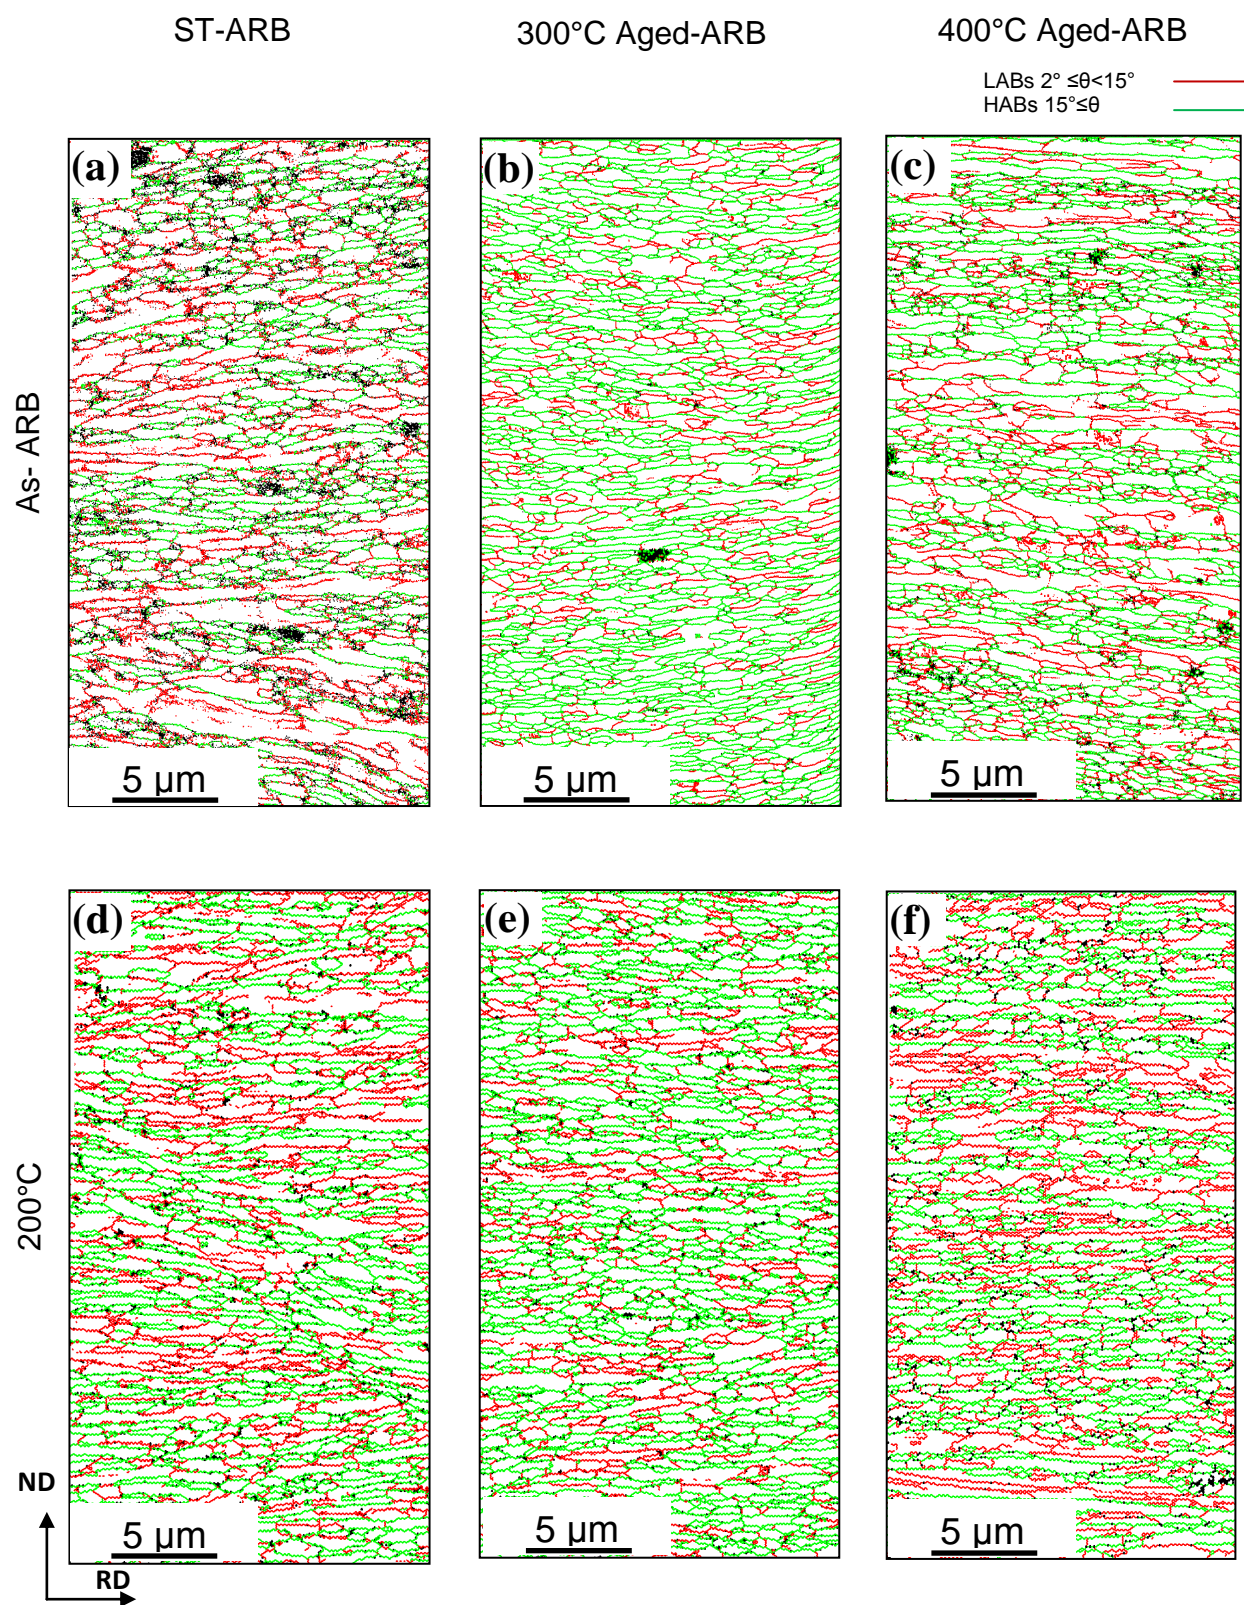 ST-ARB
300°C Aged-ARB
400°C Aged-ARB
LABs 2° ≤θ<15°
HABs 15°≤θ
As- ARB
(a)
(b)
(c)
5 µm
5 µm
5 µm
200°C
(d)
(e)
(f)
5 µm
5 µm
5 µm
ND
RD